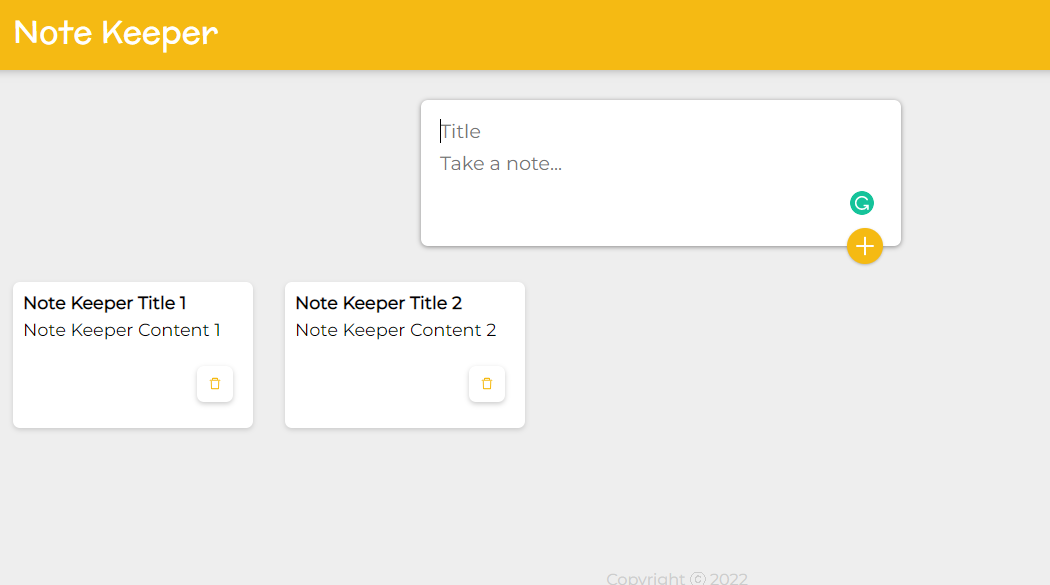 Note Keeper
Title
Take a note...
Note Keeper Title 1
Note Keeper Content 1
Note Keeper Title 2
Note Keeper Content 2
Copyright ⓒ 2022